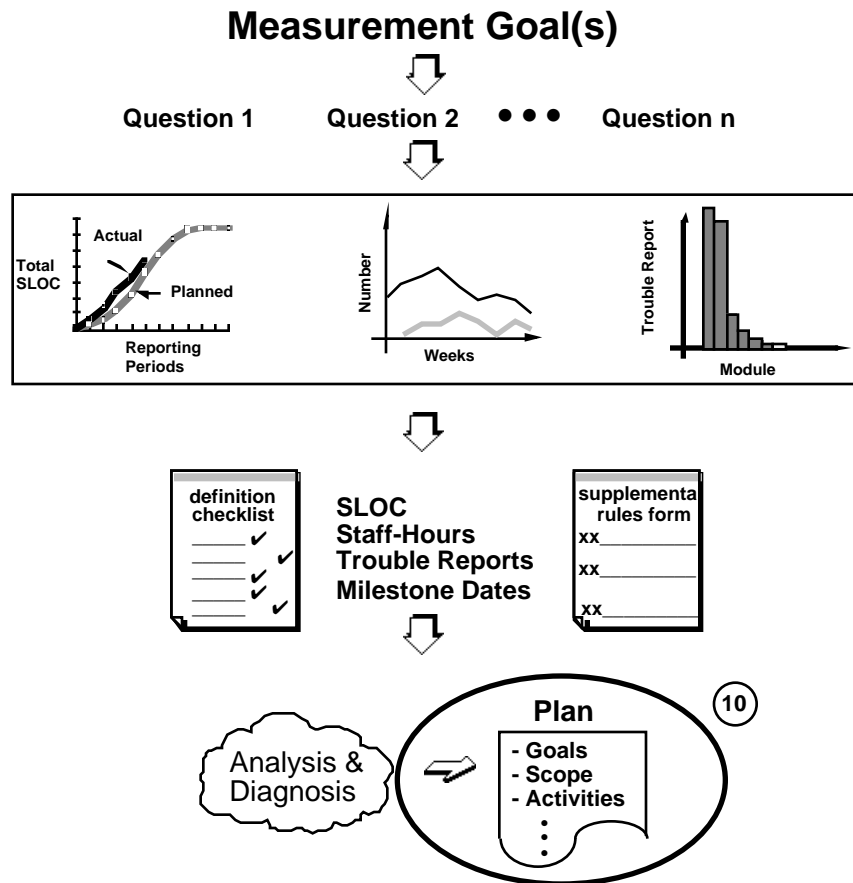 Measurement Goal(s)
Question 1 Question 2 • • • Question n
Actual
Total
SLOC
Planned
Reporting
Periods
Number
Weeks
Trouble Report
Module
definition
checklist
SLOC
Staff-Hours
Trouble Reports
Milestone Dates
supplementa
rules form
xx
xx
xx
Analysis &
Diagnosis
Plan
- Goals
- Scope
- Activities
10